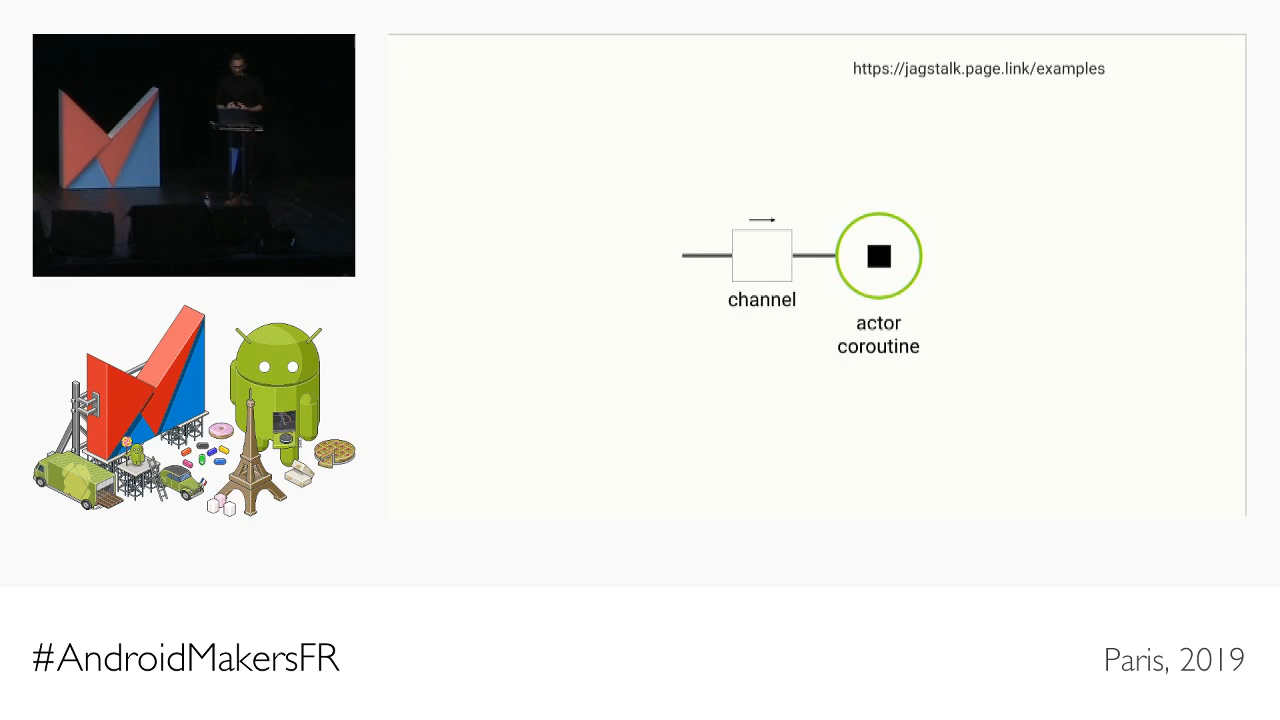 https://jagstalk.page.link/examples
channel
actor
coroutine
#AndroidMakersFR
Paris, 2019